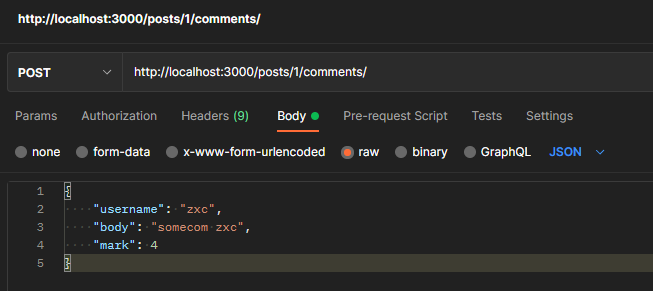 http://localhost:3000/posts/1/comments/
POST http://localhost:3000/posts/1/comments/
Params Authorization Headers (9) Body Pre-request Script Tests Settings
none form-data x-www-form-urlencoded raw binary GraphQL JSON
1 {
2 "username": "zxc",
3 "body": "somecom zxc",
4 "mark": 4
5 }